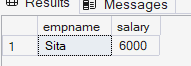 Results Messages
empname salary
1 Sita 6000